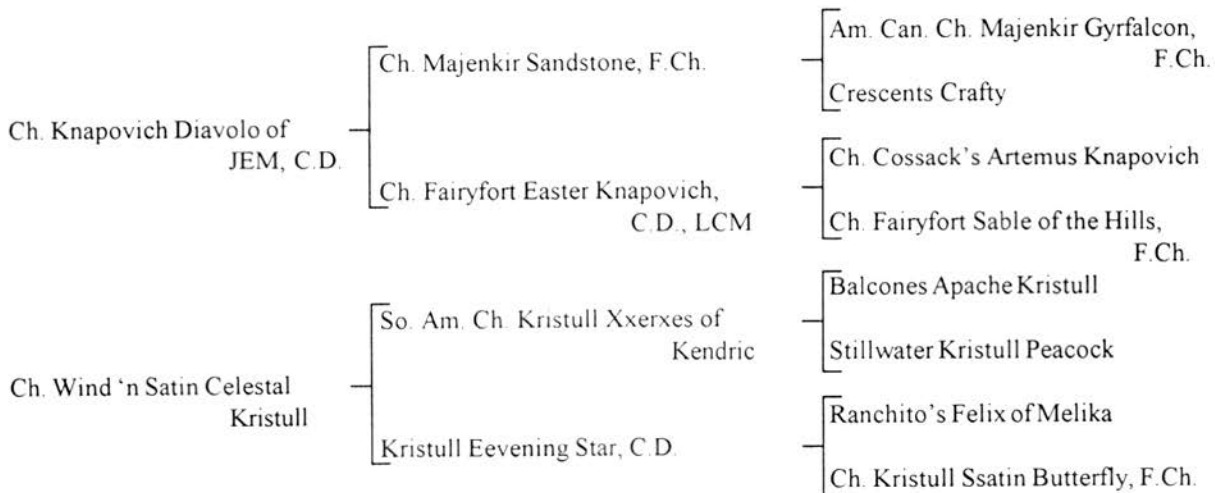 Am. Can. Ch. Majenkir Gyrfalcon,
F.Ch.
Ch. Majenkir Sandstone, F.Ch.
Crescents Crafty
Ch. Knapovich Diavolo of
JEM, C.D.
Ch. Cossack's Artemus Knapovich
Ch. Fairyfort Easter Knapovich,
C.D., LCM
Ch. Fairyfort Sable of the Hills,
F.Ch.
Balcones Apache Kristull
So. Am. Ch. Kristull Xxerxes of
Kendric
Stillwater Kristull Peacock
Ch. Wind 'n Satin Celestal
Kristull
Ranchito's Felix of Melika
Kristull Eevening Star, C.D.
Ch. Kristull Ssatin Butterfly, F.Ch.